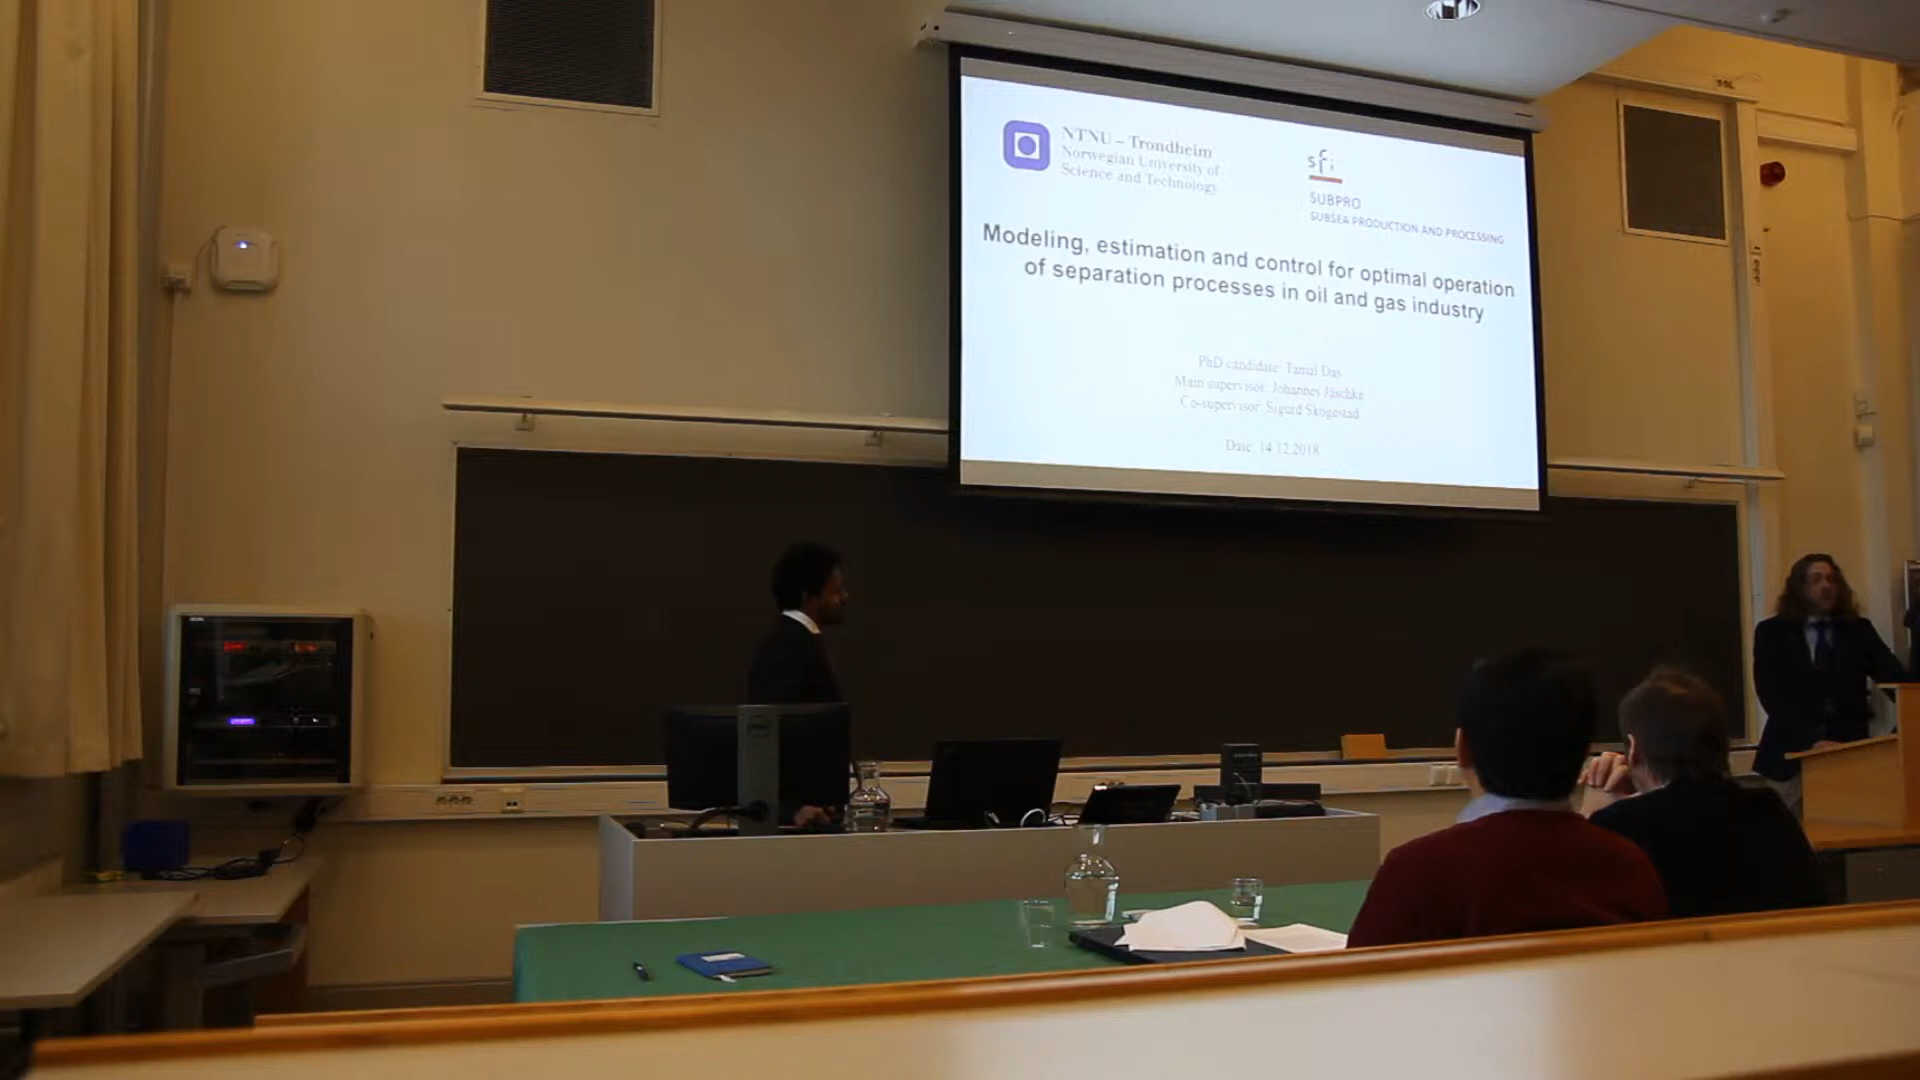 NTNU – Trondheim
Norwegian University of
Science and Technology
sfi
SUBPRO
SUBSEA PRODUCTION AND PROCESSING
Modeling, estimation and control for optimal operation
of separation processes in oil and gas industry
PhD candidate: Tamal Das
Main supervisor: Johannes Jäschke
Co-supervisor: Sigurd Skogestad
Date: 14.12.2018